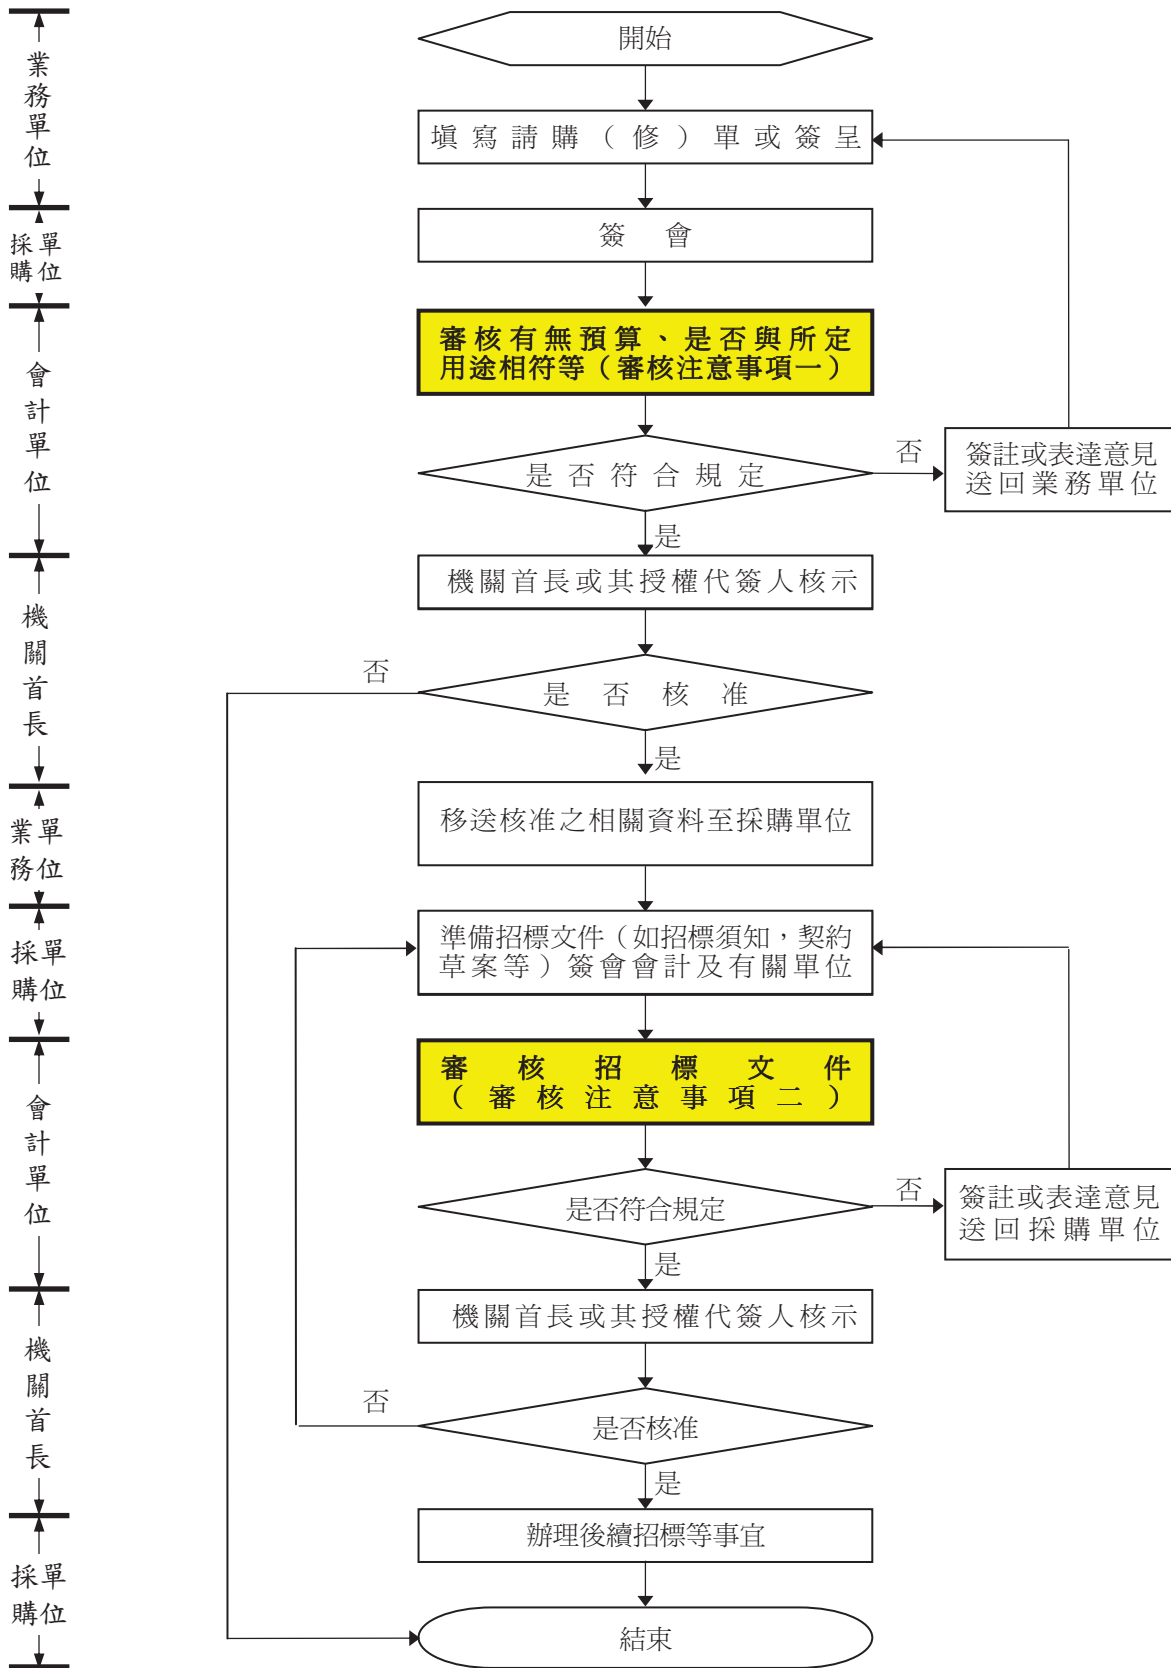 業務單位
開始
填寫請購（修）單或簽呈
採購單位
簽會
會計單位
審核有無預算、是否與所定
用途相符等（審核注意事項一）
是否符合規定
否
簽註或表達意見
送回業務單位
是
機關首長
機關首長或其授權代簽人核示
否
是否核准
是
業務單位
移送核准之相關資料至採購單位
採購單位
準備招標文件（如招標須知，契約
草案等）簽會會計及有關單位
會計單位
審核招標文件
（審核注意事項二）
是否符合規定
否
簽註或表達意見
送回採購單位
是
機關首長
機關首長或其授權代簽人核示
否
是否核准
是
採購單位
辦理後續招標等事宜
結束